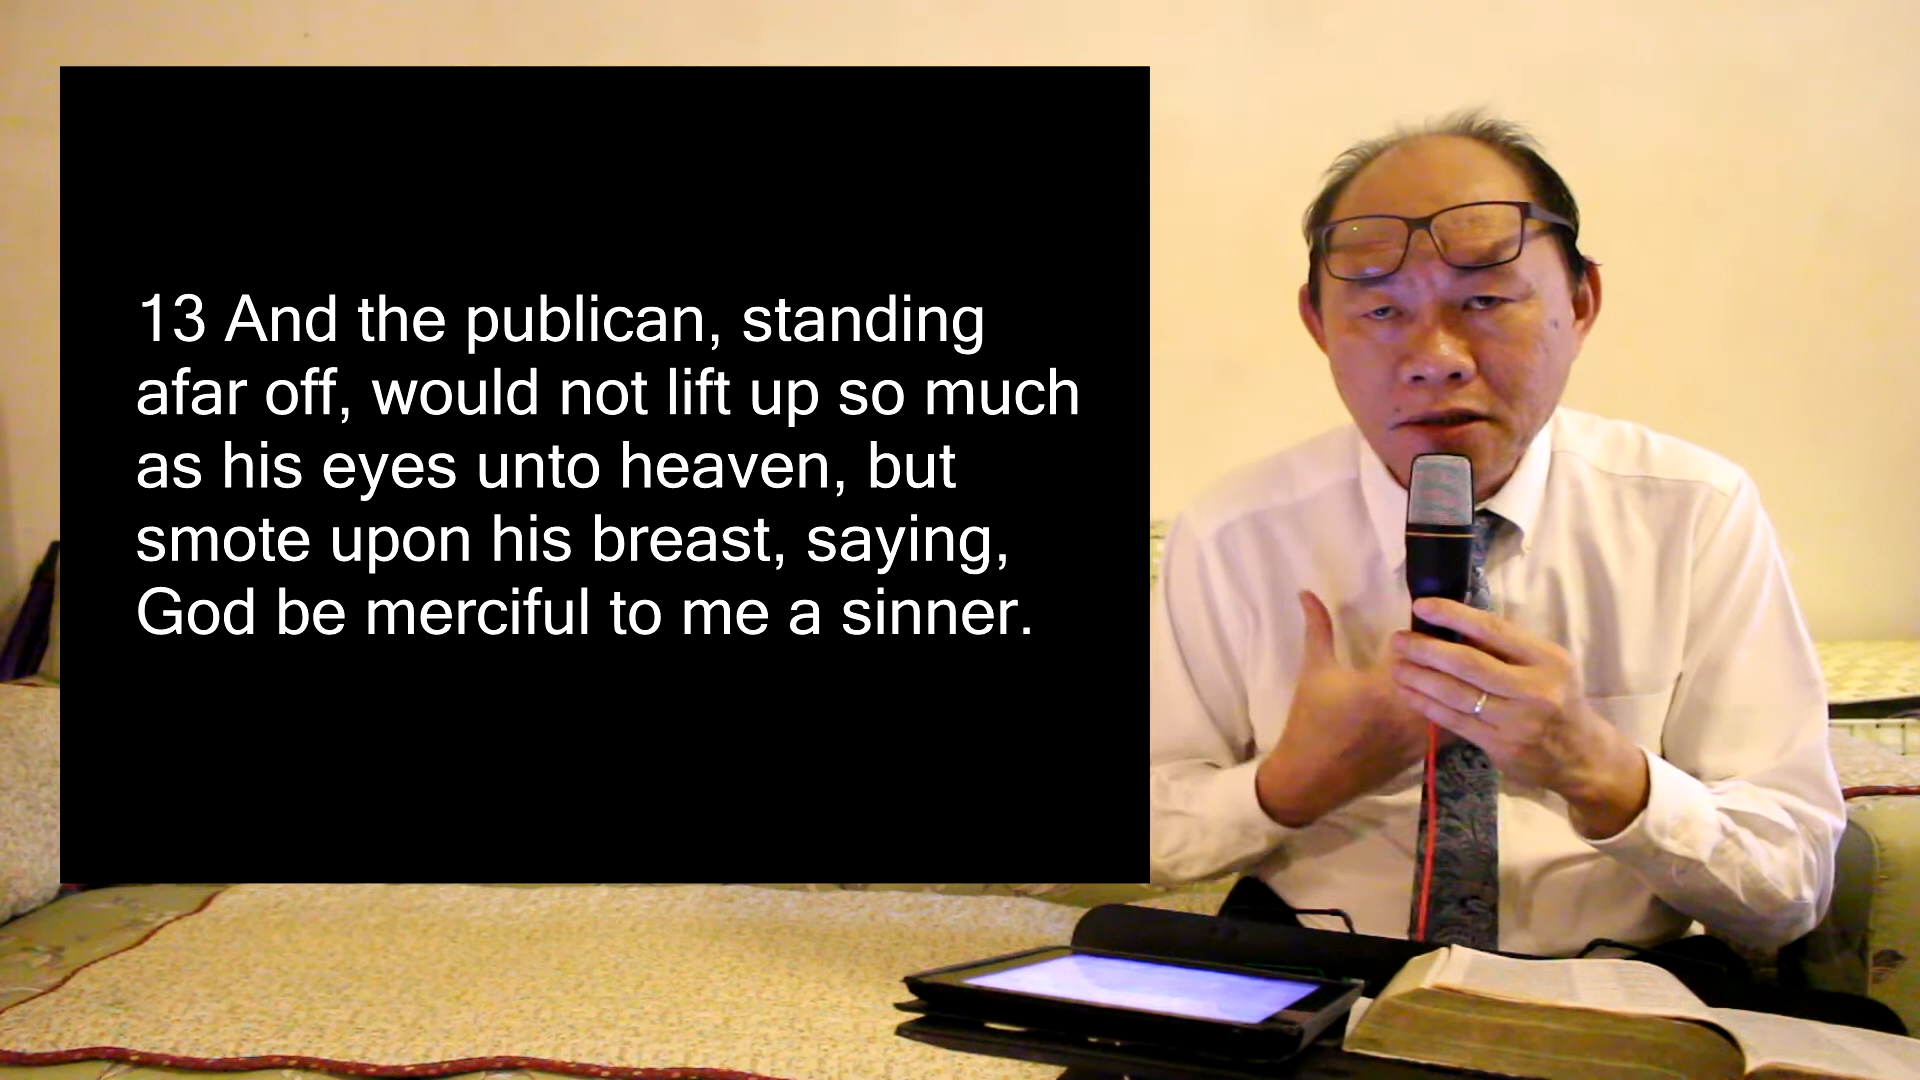 13 And the publican, standing
afar off, would not lift up so much
as his eyes unto heaven, but
smote upon his breast, saying,
God be merciful to me a sinner.